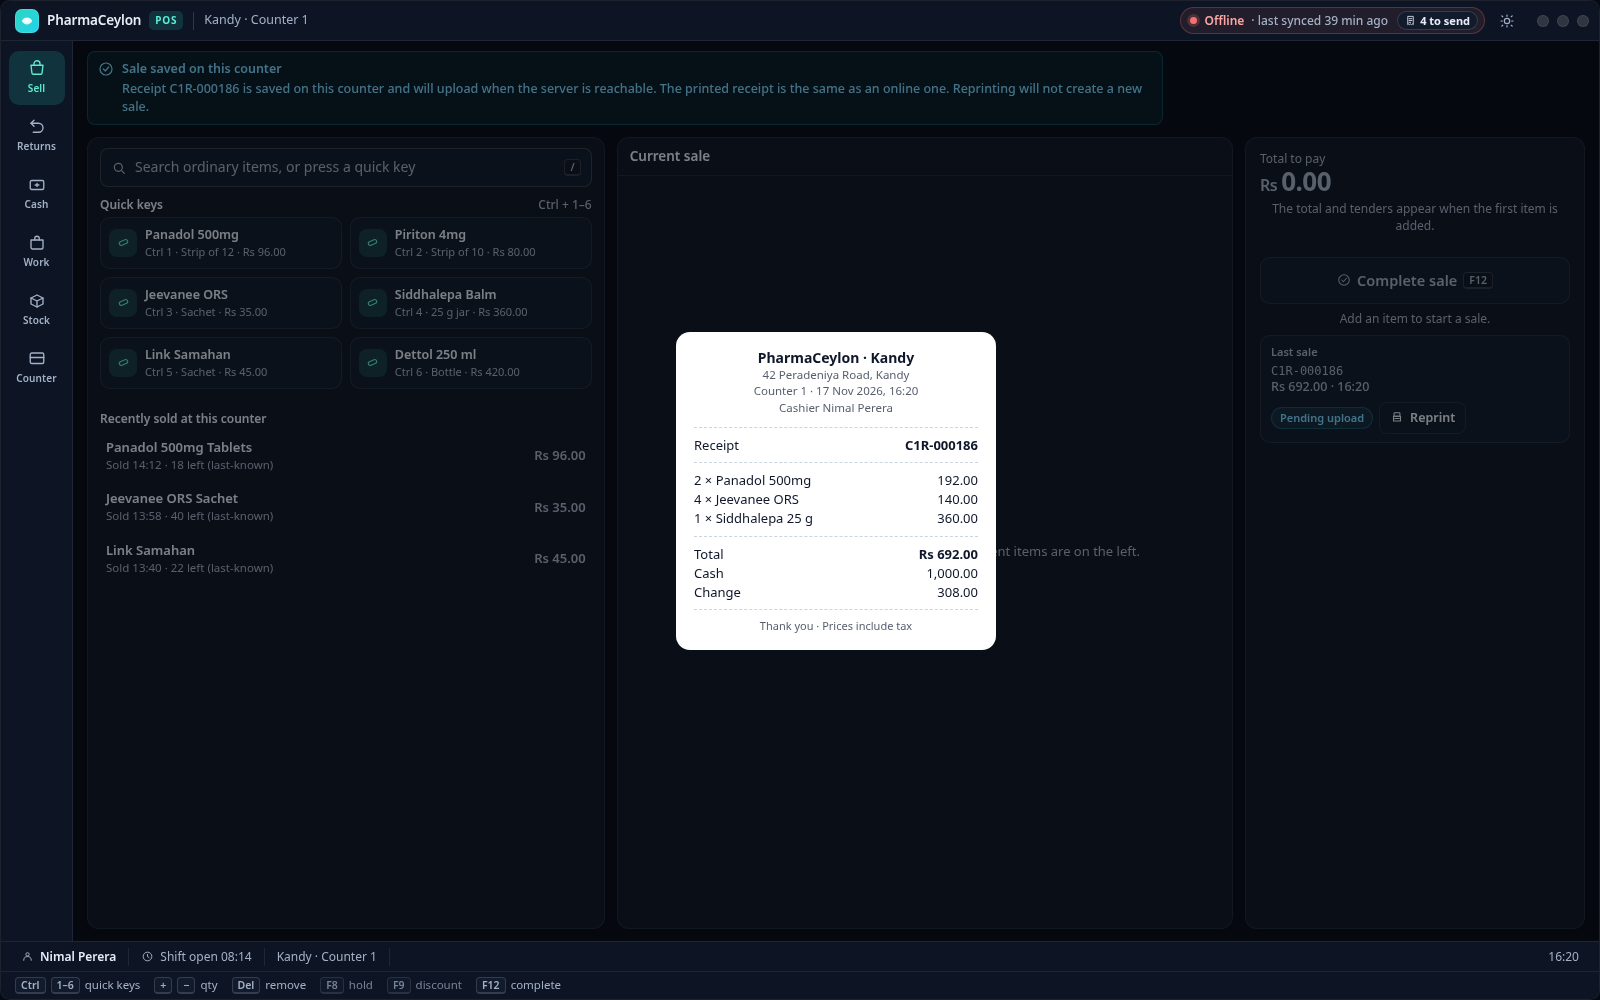 PharmaCeylon POS Kandy · Counter 1
Offline · last synced 39 min ago 4 to send
Sell
Returns
Cash
Work
Stock
Counter
Sale saved on this counter
Receipt C1R-000186 is saved on this counter and will upload when the server is reachable. The printed receipt is the same as an online one. Reprinting will not create a new
sale.
Search ordinary items, or press a quick key /
Quick keys Ctrl + 1–6
Panadol 500mg
Ctrl 1 · Strip of 12 · Rs 96.00
Piriton 4mg
Ctrl 2 · Strip of 10 · Rs 80.00
Jeevanee ORS
Ctrl 3 · Sachet · Rs 35.00
Siddhalepa Balm
Ctrl 4 · 25 g jar · Rs 360.00
Link Samahan
Ctrl 5 · Sachet · Rs 45.00
Dettol 250 ml
Ctrl 6 · Bottle · Rs 420.00
Recently sold at this counter
Panadol 500mg Tablets
Sold 14:12 · 18 left (last-known)
Rs 96.00
Jeevanee ORS Sachet
Sold 13:58 · 40 left (last-known)
Rs 35.00
Link Samahan
Sold 13:40 · 22 left (last-known)
Rs 45.00
Current sale
items are on the left.
PharmaCeylon · Kandy
42 Peradeniya Road, Kandy
Counter 1 · 17 Nov 2026, 16:20
Cashier Nimal Perera
Receipt C1R-000186
2 × Panadol 500mg 192.00
4 × Jeevanee ORS 140.00
1 × Siddhalepa 25 g 360.00
Total Rs 692.00
Cash 1,000.00
Change 308.00
Thank you · Prices include tax
Total to pay
Rs 0.00
The total and tenders appear when the first item is
added.
Complete sale F12
Add an item to start a sale.
Last sale
C1R-000186
Rs 692.00 · 16:20
Pending upload Reprint
Nimal Perera Shift open 08:14 Kandy · Counter 1 16:20
Ctrl 1–6 quick keys + − qty Del remove F8 hold F9 discount F12 complete